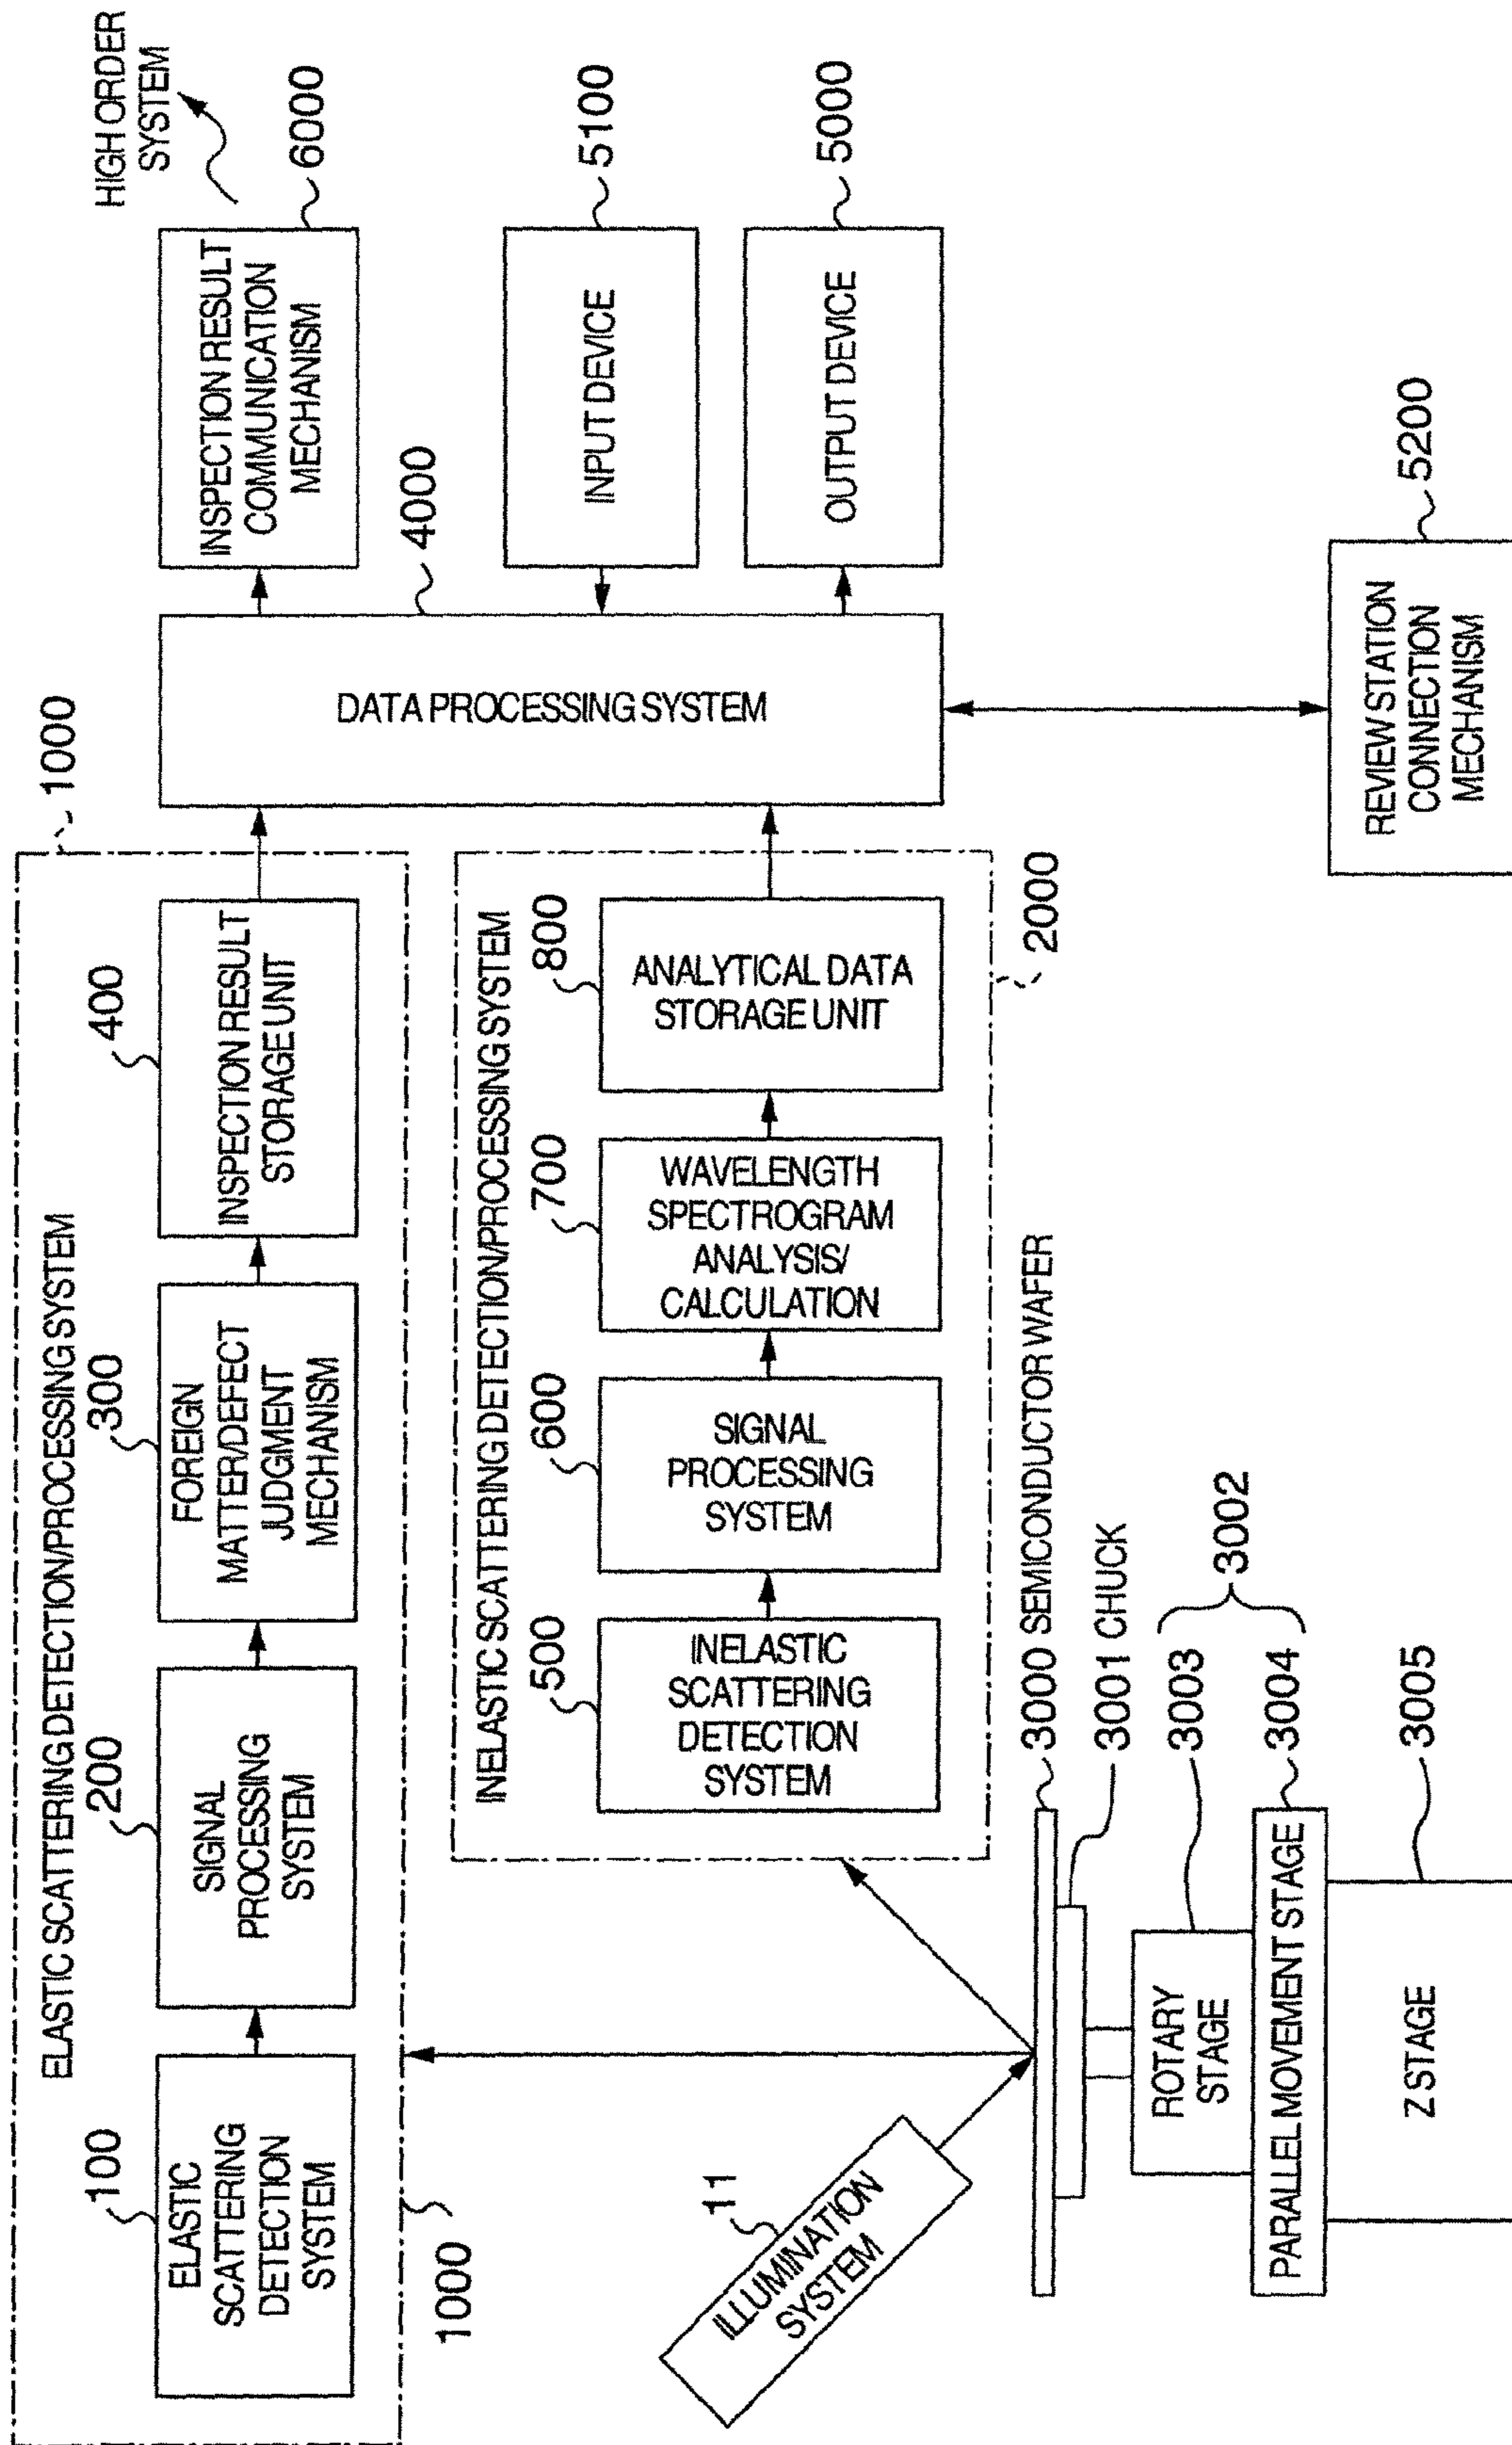 HIGH ORDER
SYSTEM
1000
ELASTIC SCATTERING DETECTION/PROCESSING SYSTEM
100
ELASTIC
SCATTERING
DETECTION
SYSTEM
200
SIGNAL
PROCESSING
SYSTEM
300
FOREIGN
MATTER/DEFECT
JUDGMENT
MECHANISM
400
INSPECTION RESULT
STORAGE UNIT
1000
4000
DATA PROCESSING SYSTEM
INSPECTION RESULT
COMMUNICATION
MECHANISM
6000
INPUT DEVICE
5100
OUTPUT DEVICE
5000
INELASTIC SCATTERING DETECTION/PROCESSING SYSTEM
500
INELASTIC
SCATTERING
DETECTION
SYSTEM
600
SIGNAL
PROCESSING
SYSTEM
700
WAVELENGTH
SPECTROGRAM
ANALYSIS/
CALCULATION
800
ANALYTICAL DATA
STORAGE UNIT
2000
11
ILLUMINATION
SYSTEM
3000 SEMICONDUCTOR WAFER
3001 CHUCK
ROTARY
STAGE
3003
3002
PARALLEL MOVEMENT STAGE
3004
Z STAGE
3005
REVIEW STATION
CONNECTION
MECHANISM
5200